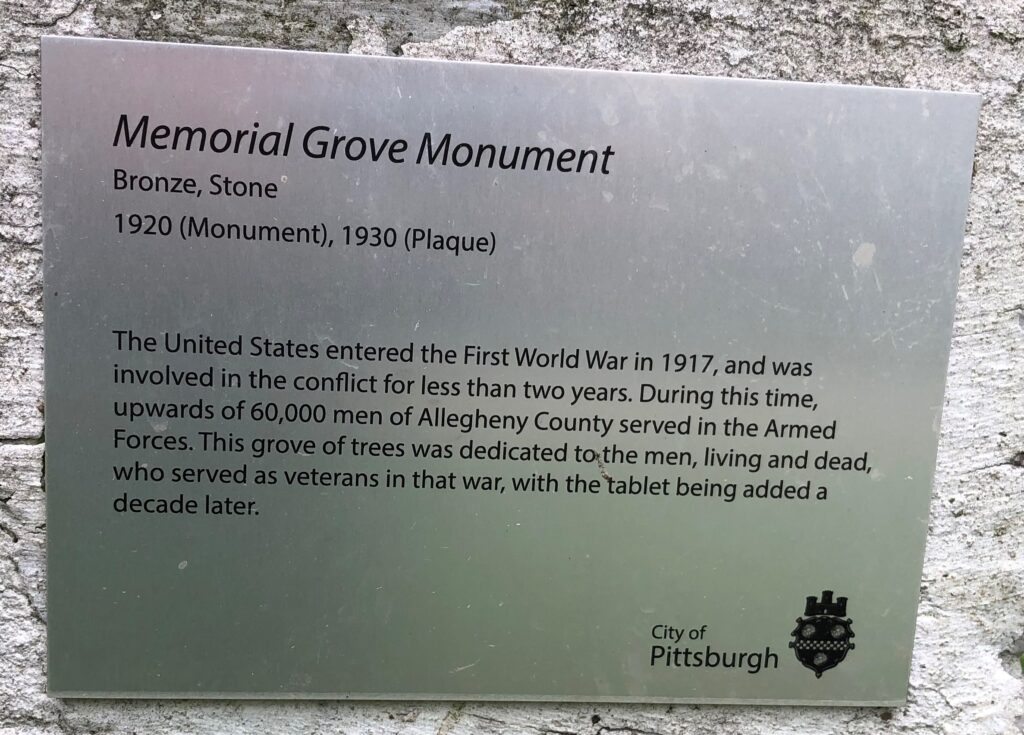 Memorial Grove Monument
Bronze, Stone
1920 (Monument), 1930 (Plaque)
The United States entered the First World War in 1917, and was
involved in the conflict for less than two years. During this time,
upwards of 60,000 men of Allegheny County served in the Armed
Forces. This grove of trees was dedicated to the men, living and dead,
who served as veterans in that war, with the tablet being added a
decade later.
City of
Pittsburgh